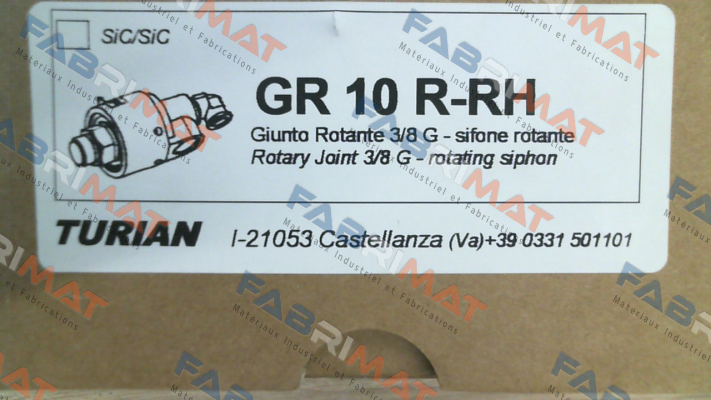 SiC/SiC
GR 10 R-RH
Giunto Rotante 3/8 G - sifone rotante
Rotary Joint 3/8 G - rotating siphon
TURIAN I-21053 Castellanza (Va)+39 0331 501101
FABRIMAT
Matériaux Industriel et Fabrications